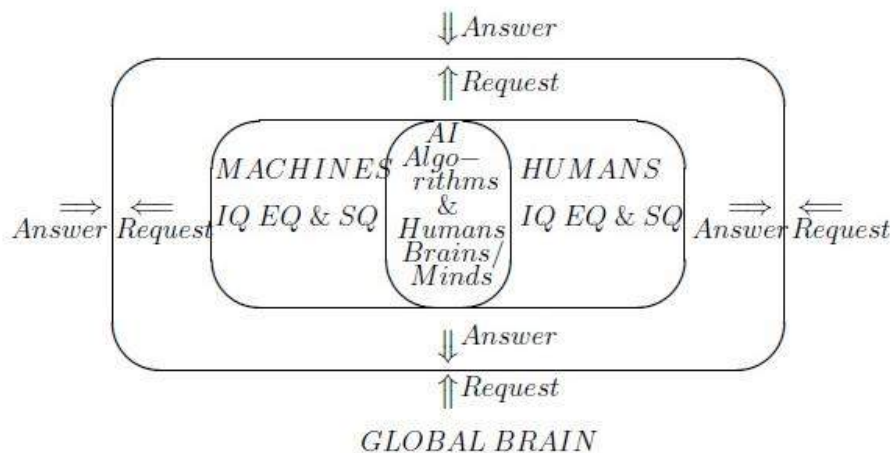 Answer
Request
AI
MACHINES Algo- HUMANS
rithms
IQ EQ & SQ & IQ EQ & SQ
Answer Request Humans Answer Request
Brains/
Minds
Answer
Request
GLOBAL BRAIN